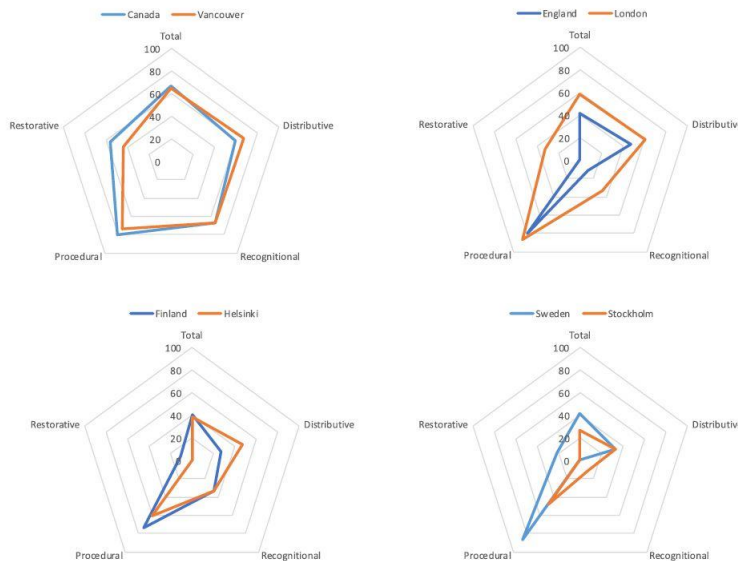 Canada Vancouver
Total
100
80
60
40
20
0
Distributive
Recognitional
Procedural
Restorative
England London
Total
100
80
60
40
20
0
Distributive
Recognitional
Procedural
Restorative
Finland Helsinki
Total
100
80
60
40
20
0
Distributive
Recognitional
Procedural
Restorative
Sweden Stockholm
Total
100
80
60
40
20
0
Distributive
Recognitional
Procedural
Restorative